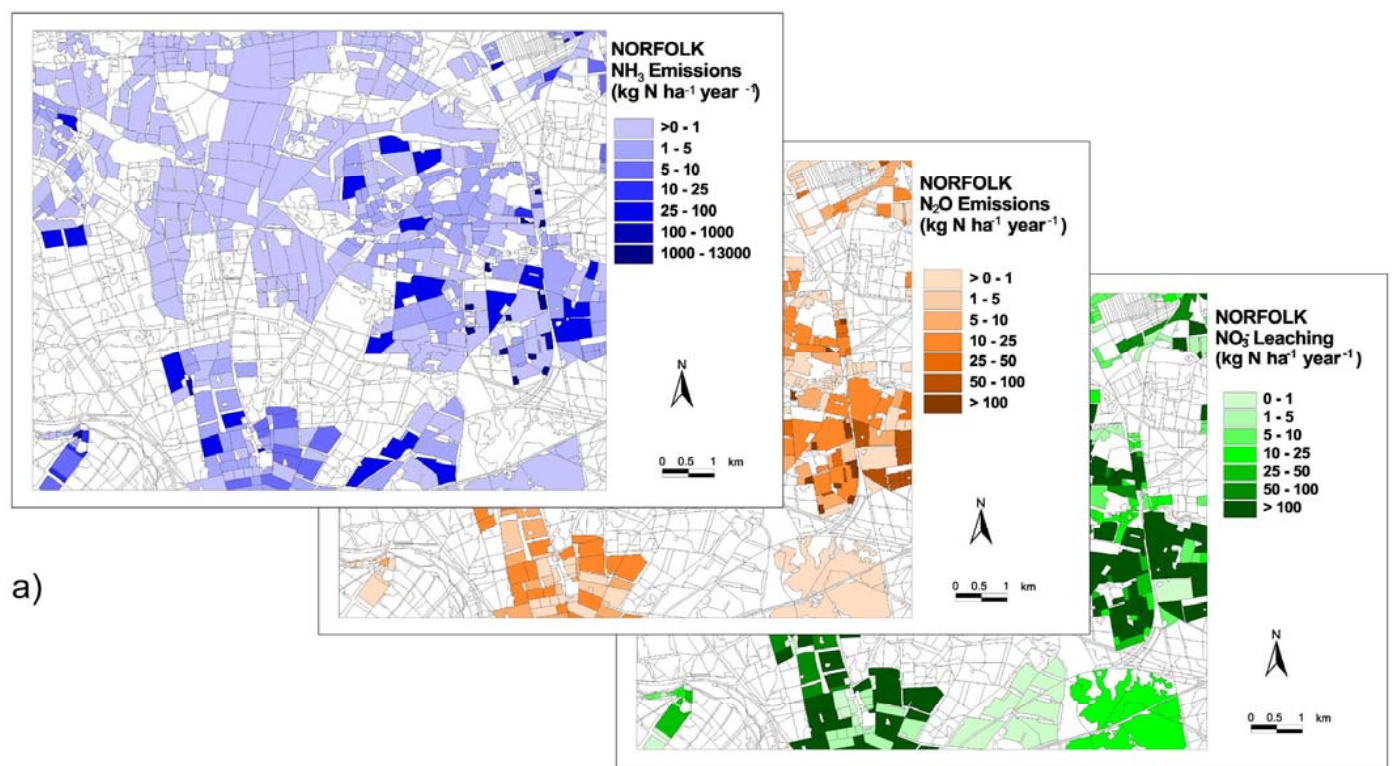 NORFOLK
NH₃ Emissions
(kg N ha⁻¹ year ⁻¹)
>0 - 1
1 - 5
5 - 10
10 - 25
25 - 100
100 - 1000
1000 - 13000
N
0 0.5 1 km
NORFOLK
N₂O Emissions
(kg N ha⁻¹ year⁻¹)
> 0 - 1
1 - 5
5 - 10
10 - 25
25 - 50
50 - 100
> 100
N
0 0.5 1 km
NORFOLK
NO₃⁻ Leaching
(kg N ha⁻¹ year⁻¹)
0 - 1
1 - 5
5 - 10
10 - 25
25 - 50
50 - 100
> 100
N
0 0.5 1 km
a)